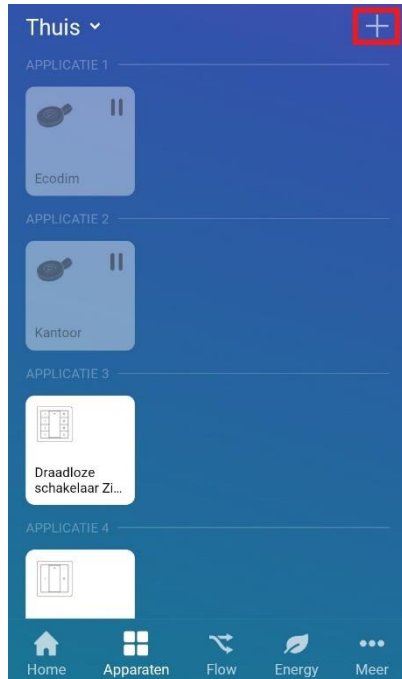 Thuis
APPLICATIE 1
Ecodim
APPLICATIE 2
Kantoor
APPLICATIE 3
Draadloze
schakelaar Zi...
APPLICATIE 4
Home Apparaten Flow Energy Meer